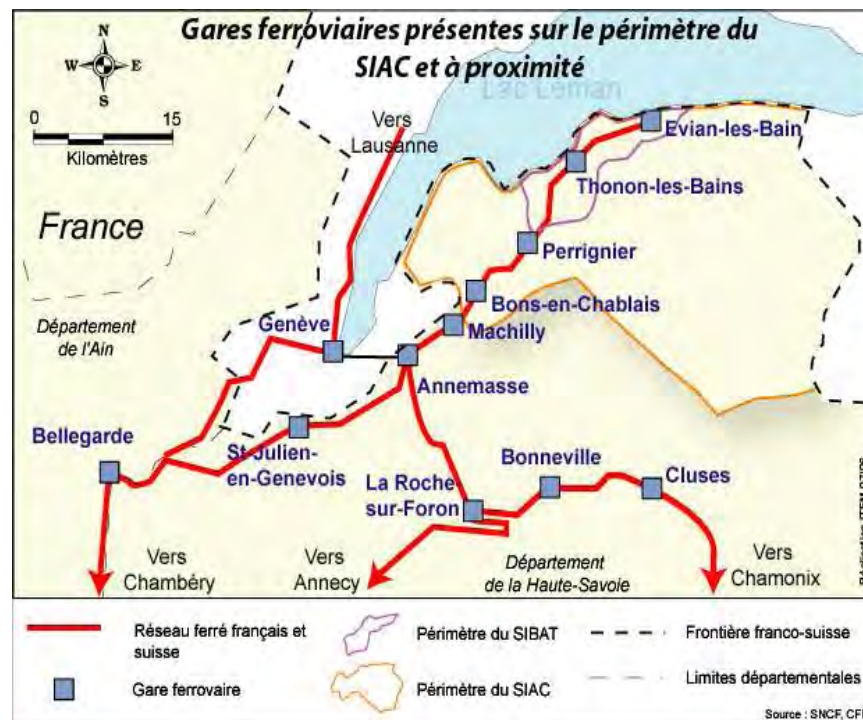 Gares ferroviaires présentes sur le périmètre du
SIAC et à proximité
N
W E
S
0 15
Kilomètres
Lac Léman
Vers
Lausanne
Evian-les-Bain
Thonon-les-Bains
France
Perrignier
Bons-en-Chablais
Département
de l'Ain
Genève
Machilly
Annemasse
Bellegarde
St-Julien-
en-Genevois
La Roche
sur-Foron
Bonneville
Cluses
Vers
Chambéry
Vers
Annecy
Département
de la Haute-Savoie
Vers
Chamonix
Réseau ferré français et
suisse
Périmètre du SIBAT
Frontière franco-suisse
Gare ferrovaire
Périmètre du SIAC
Limites départementales
Source : SNCF, CF